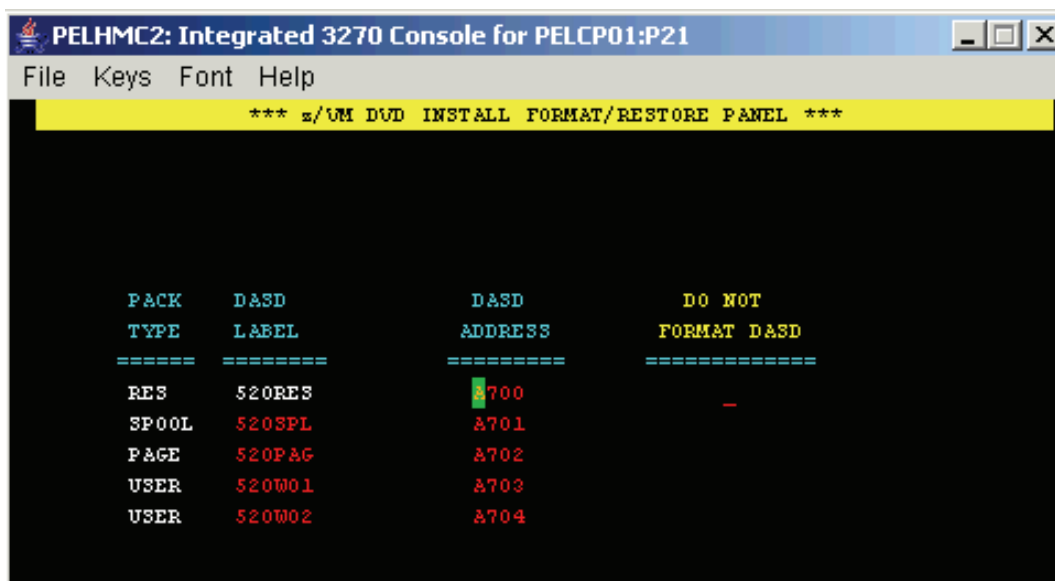 PELHMC2: Integrated 3270 Console for PELCP01:P21
File Keys Font Help
*** z/VM DVD INSTALL FORMAT/RESTORE PANEL ***
PACK DASD DASD DO NOT
TYPE LABEL ADDRESS FORMAT DASD
====== ======== ========= =============
RES 520RES A700 _
SPOOL 520SPL A701
PAGE 520PAG A702
USER 520W01 A703
USER 520W02 A704